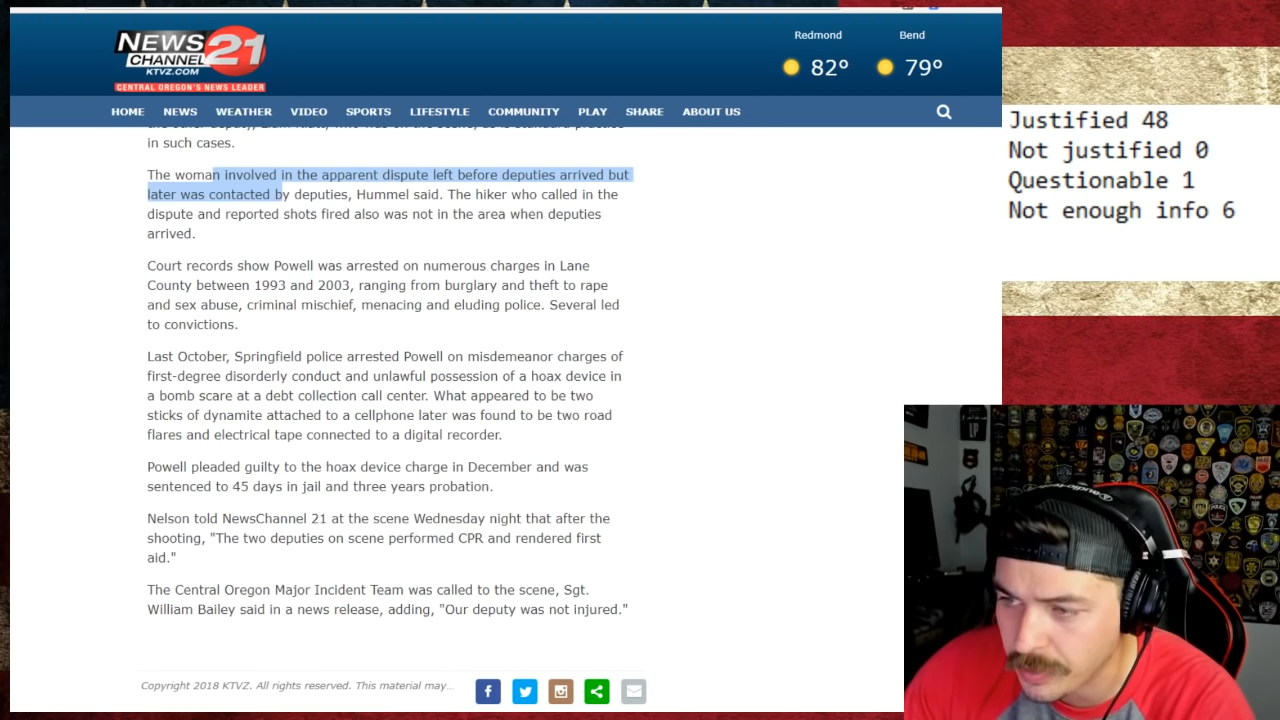 NEWS
CHANNEL
21
KTVZ.COM
CENTRAL OREGON'S NEWS LEADER
Redmond
82°
Bend
79°
HOME NEWS WEATHER VIDEO SPORTS LIFESTYLE COMMUNITY PLAY SHARE ABOUT US
in such cases.
The woman involved in the apparent dispute left before deputies arrived but
later was contacted by deputies, Hummel said. The hiker who called in the
dispute and reported shots fired also was not in the area when deputies
arrived.
Court records show Powell was arrested on numerous charges in Lane
County between 1993 and 2003, ranging from burglary and theft to rape
and sex abuse, criminal mischief, menacing and eluding police. Several led
to convictions.
Last October, Springfield police arrested Powell on misdemeanor charges of
first-degree disorderly conduct and unlawful possession of a hoax device in
a bomb scare at a debt collection call center. What appeared to be two
sticks of dynamite attached to a cellphone later was found to be two road
flares and electrical tape connected to a digital recorder.
Powell pleaded guilty to the hoax device charge in December and was
sentenced to 45 days in jail and three years probation.
Nelson told NewsChannel 21 at the scene Wednesday night that after the
shooting, "The two deputies on scene performed CPR and rendered first
aid."
The Central Oregon Major Incident Team was called to the scene, Sgt.
William Bailey said in a news release, adding, "Our deputy was not injured."
Copyright 2018 KTVZ. All rights reserved. This material may...
Justified 48
Not justified 0
Questionable 1
Not enough info 6
audio-technica